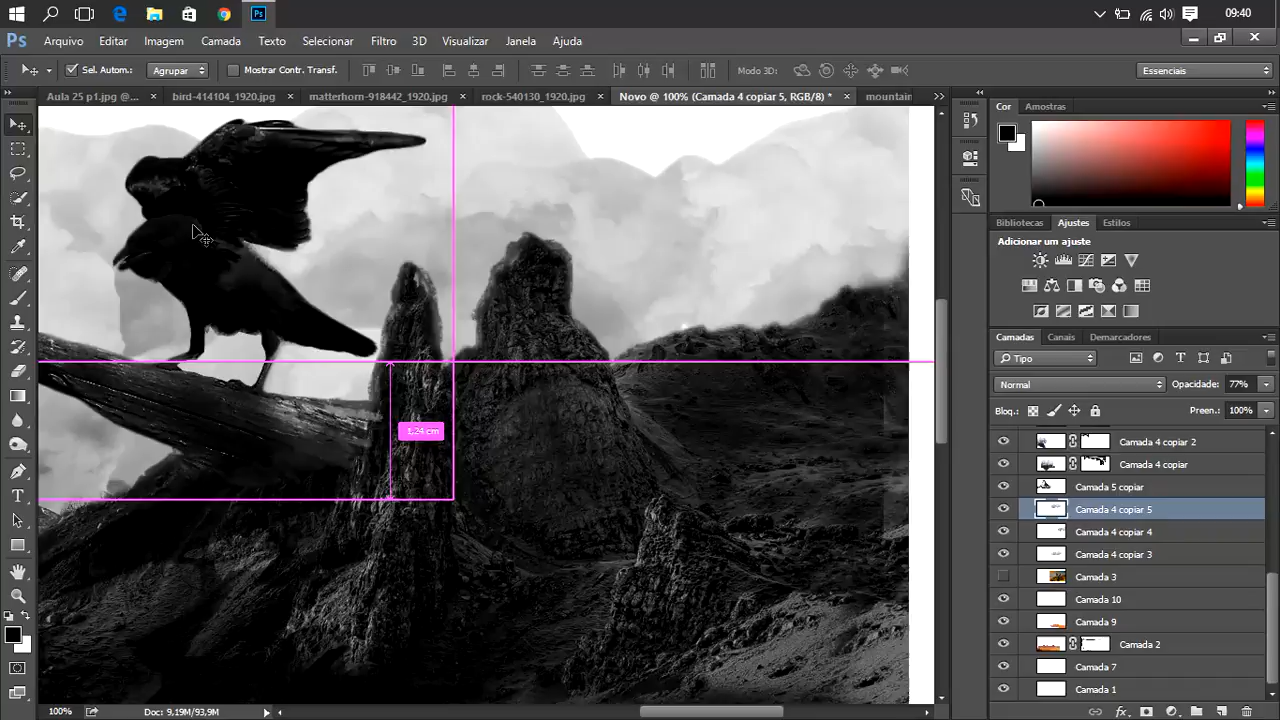 Ps
09:40
Ps
Arquivo Editar Imagem Camada Texto Selecionar Filtro 3D Visualizar Janela Ajuda
Sel. Autom.: Agrupar Mostrar Contr. Transf. Modo 3D: Essenciais
Aula 25 p1.jpg @... × bird-414104_1920.jpg × matterhorn-918442_1920.jpg × rock-540130_1920.jpg × Novo @ 100% (Camada 4 copiar 5, RGB/8) * × mountain
Cor Amostras
Bibliotecas Ajustes Estilos
Adicionar um ajuste
Camadas Canais Demarcadores
Tipo
Normal Opacidade: 77%
Bloq.: Preen.: 100%
1,24 cm
Camada 4 copiar 2
Camada 4 copiar
Camada 5 copiar
Camada 4 copiar 5
Camada 4 copiar 4
Camada 4 copiar 3
Camada 3
Camada 10
Camada 9
Camada 2
Camada 7
Camada 1
T
100% Doc: 9,19M/93,9M
fx